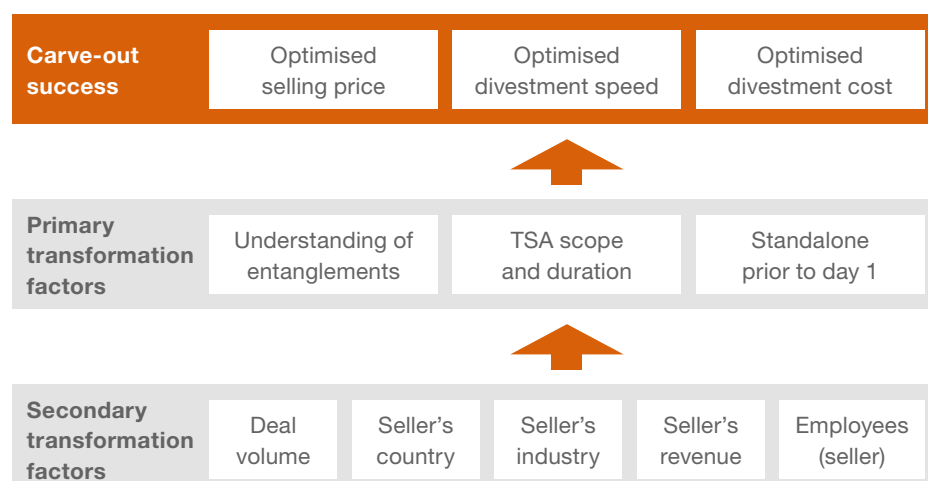 Carve-out
success
Optimised
selling price
Optimised
divestment speed
Optimised
divestment cost
Primary
transformation
factors
Understanding of
entanglements
TSA scope
and duration
Standalone
prior to day 1
Secondary
transformation
factors
Deal
volume
Seller's
country
Seller's
industry
Seller's
revenue
Employees
(seller)